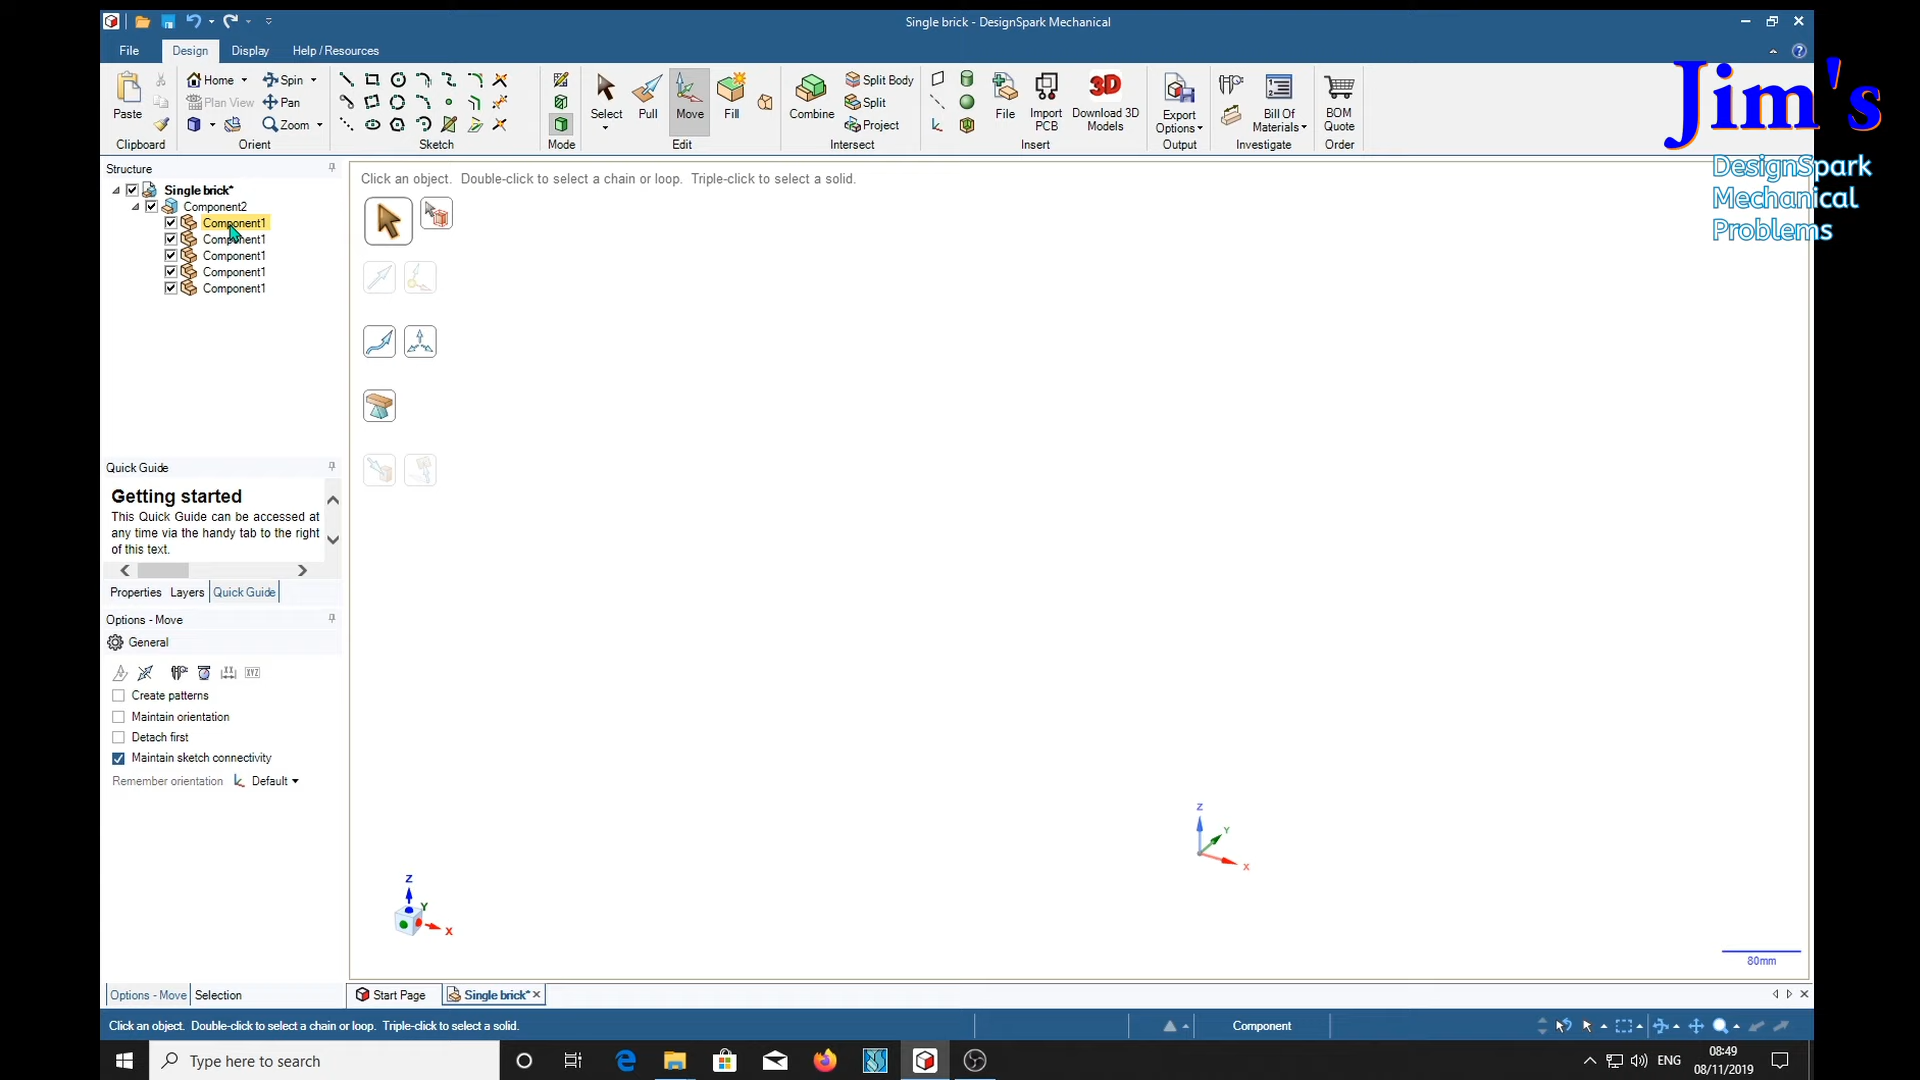 Single brick - DesignSpark Mechanical
File Design Display Help / Resources
Jim's
DesignSpark
Mechanical
Problems
Paste
Clipboard
Home
Spin
Plan View
Pan
Zoom
Orient
Sketch
Mode
Select
Pull
Move
Fill
Edit
Combine
Split Body
Split
Project
Intersect
File
Import
PCB
3D
Download 3D
Models
Insert
Export
Options
Output
Bill Of
Materials
Investigate
BOM
Quote
Order
Structure
Single brick*
Component2
Component1
Component1
Component1
Component1
Component1
Click an object. Double-click to select a chain or loop. Triple-click to select a solid.
Quick Guide
Getting started
This Quick Guide can be accessed at
any time via the handy tab to the right
of this text.
Properties Layers Quick Guide
Options - Move
General
XYZ
Create patterns
Maintain orientation
Detach first
Maintain sketch connectivity
Remember orientation Default
Z
Y
X
Z
Y
X
80mm
Options - Move Selection
Start Page Single brick*
Click an object. Double-click to select a chain or loop. Triple-click to select a solid.
Component
Type here to search
ENG
08:49
08/11/2019